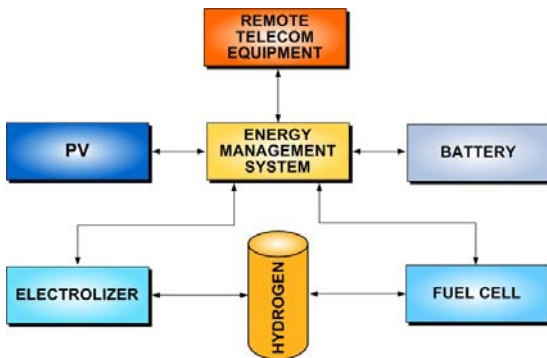 REMOTE
TELECOM
EQUIPMENT
PV
ENERGY
MANAGEMENT
SYSTEM
BATTERY
ELECTROLIZER
HYDROGEN
FUEL CELL